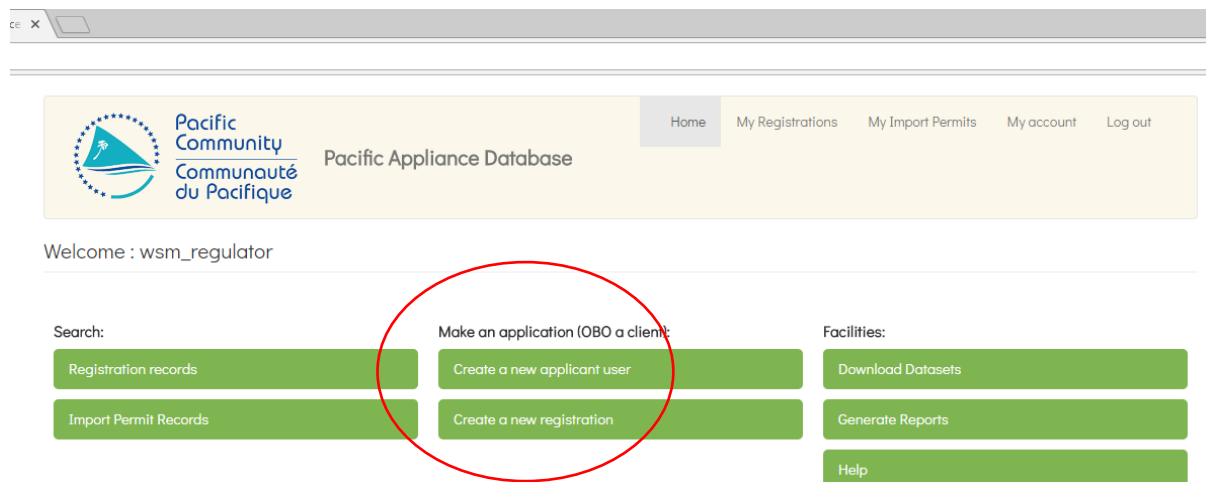 ce ×
Pacific
Community
Communauté
du Pacifique
Pacific Appliance Database
Home My Registrations My Import Permits My account Log out
Welcome : wsm_regulator
Search:
Registration records
Import Permit Records
Make an application (OBO a client):
Create a new applicant user
Create a new registration
Facilities:
Download Datasets
Generate Reports
Help